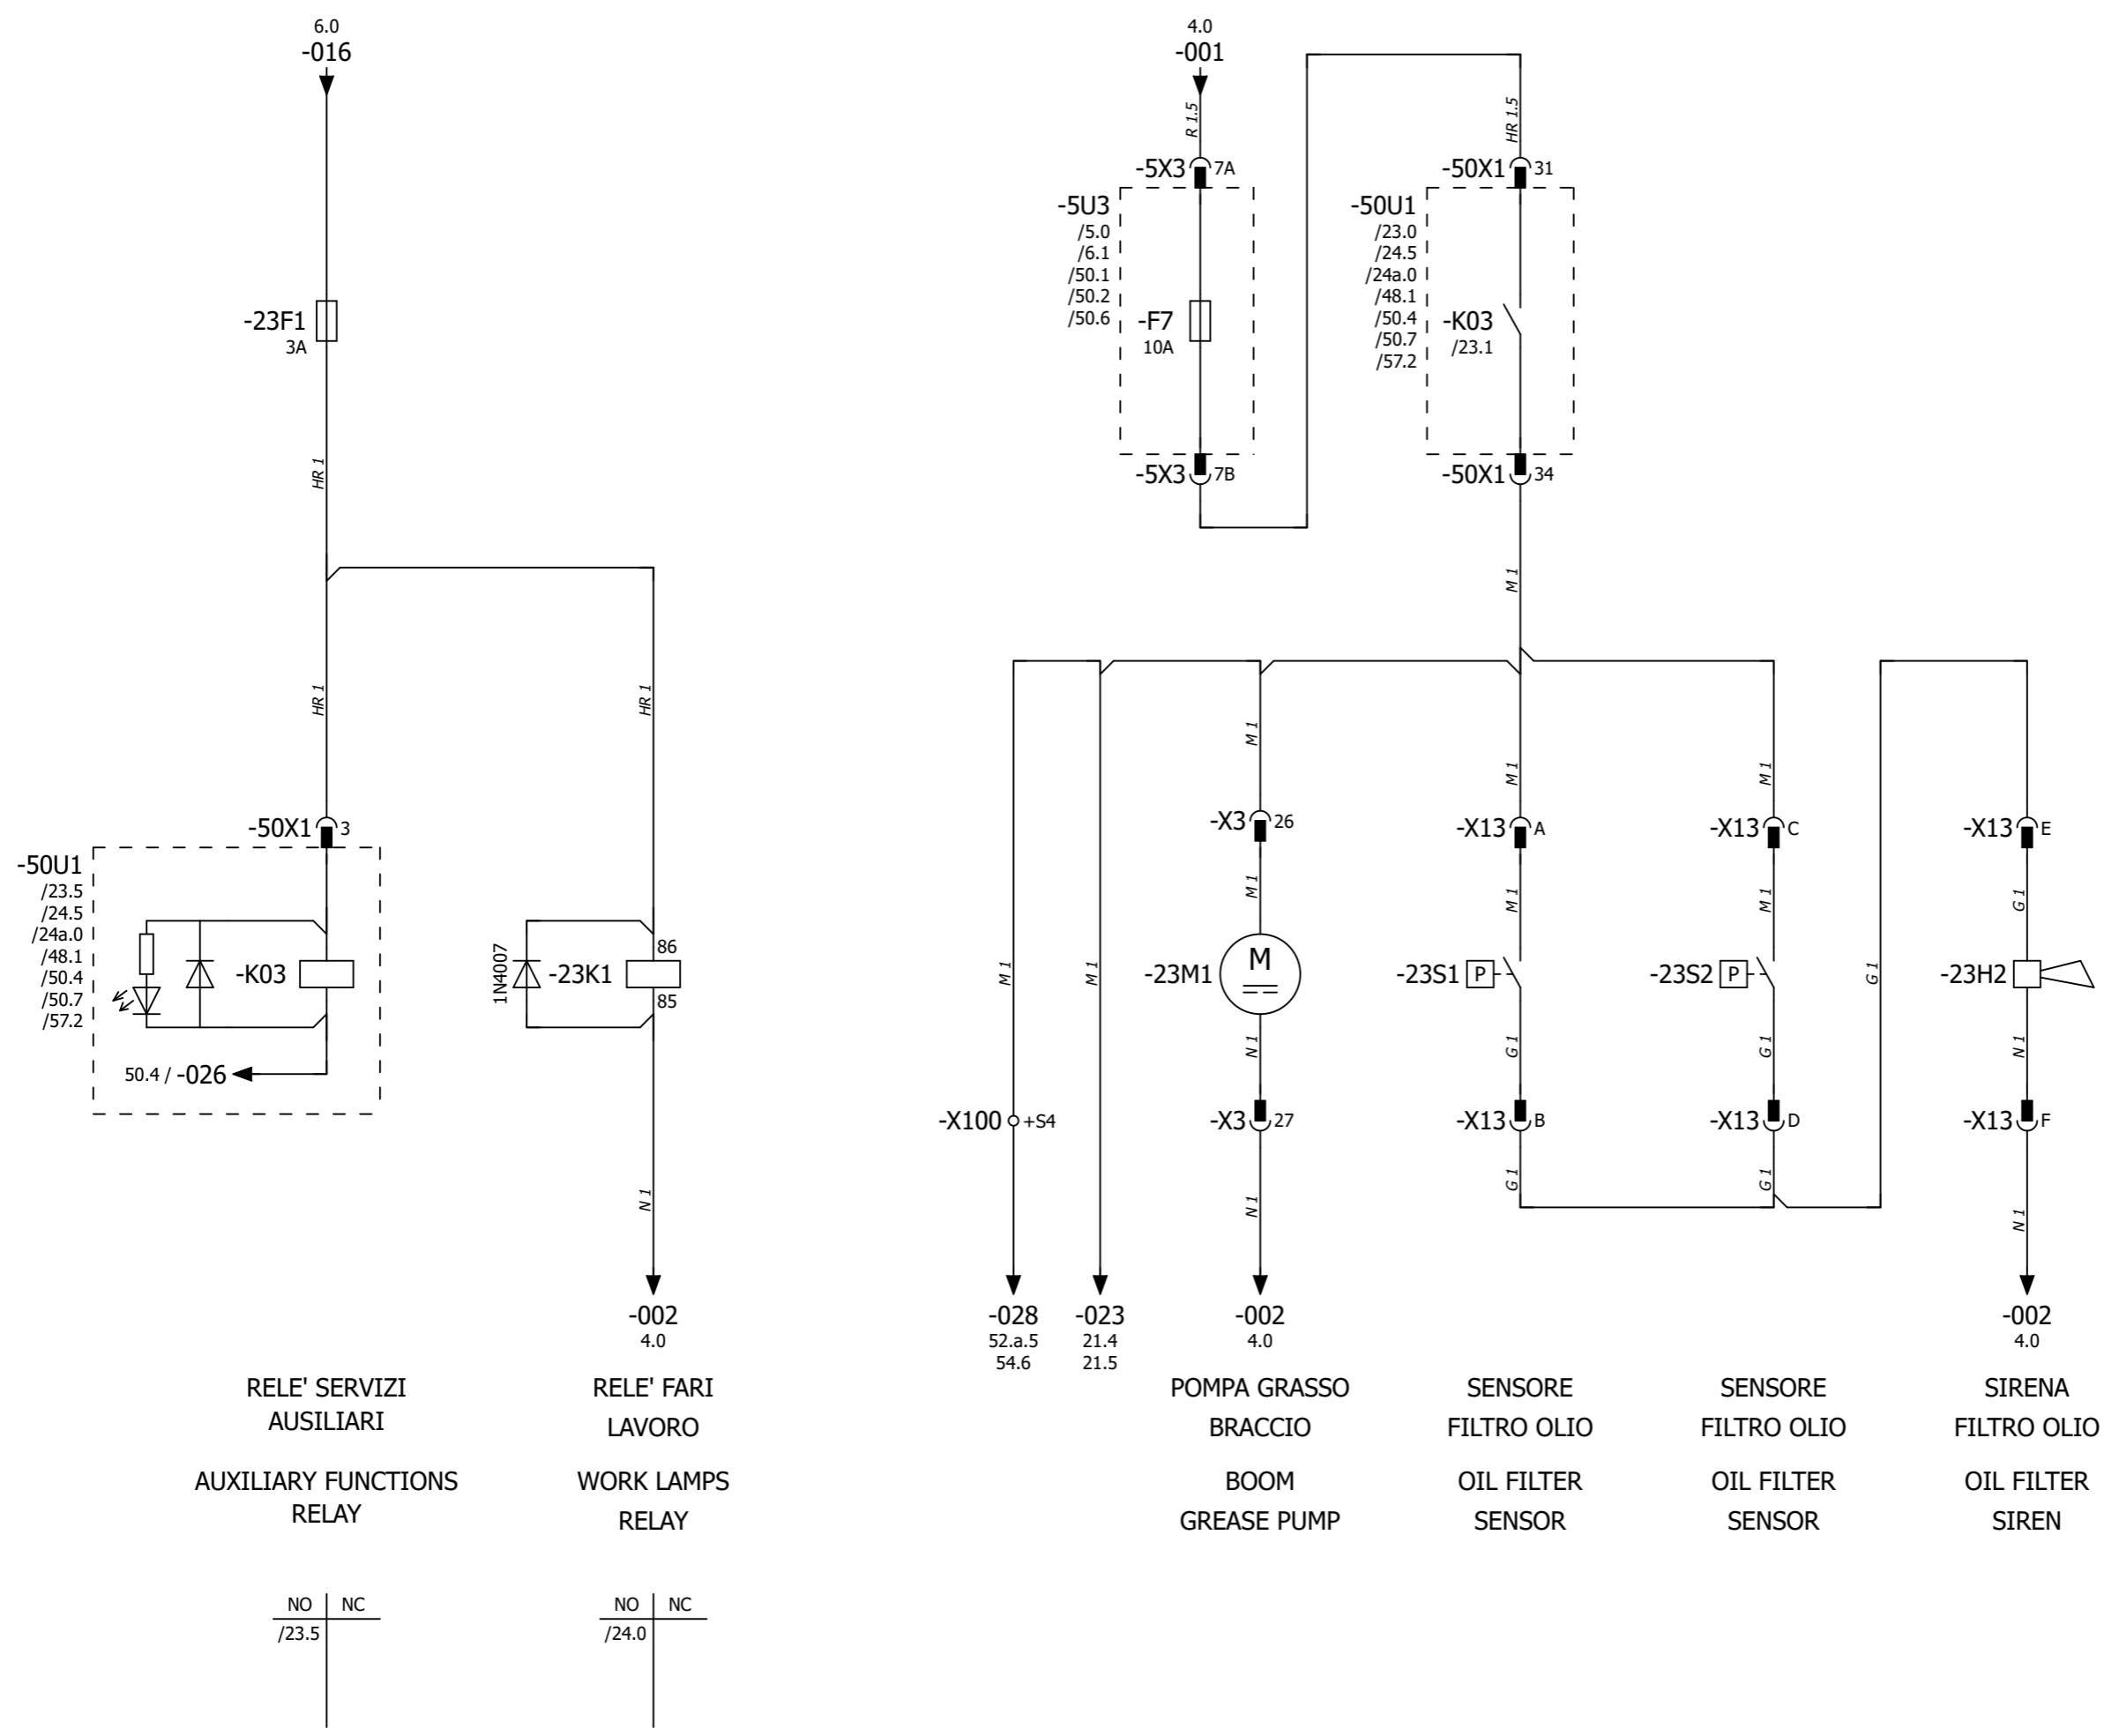 6.0
-016
4.0
-001
R 1.5
HR 1.5
-5X3 7A
-50X1 31
-5U3
/5.0
/6.1
/50.1
/50.2
/50.6
-F7
10A
-50U1
/23.0
/24.5
/24a.0
/48.1
/50.4
/50.7
/57.2
-K03
/23.1
-23F1
3A
HR 1
-5X3 7B
-50X1 34
M 1
HR 1
HR 1
M 1
M 1
M 1
-50X1 3
-X3 26
-X13 A
-X13 C
-X13 E
-50U1
/23.5
/24.5
/24a.0
/48.1
/50.4
/50.7
/57.2
-K03
50.4 / -026
1N4007
-23K1
86
85
M 1
M 1
M 1
M 1
M 1
G 1
G 1
-23M1
M
-23S1 P
-23S2 P
-23H2
N 1
G 1
G 1
N 1
-X100 +S4
-X3 27
-X13 B
-X13 D
-X13 F
N 1
N 1
G 1
G 1
N 1
-002
4.0
-028
52.a.5
54.6
-023
21.4
21.5
-002
4.0
-002
4.0
RELE' SERVIZI
AUSILIARI
AUXILIARY FUNCTIONS
RELAY
RELE' FARI
LAVORO
WORK LAMPS
RELAY
POMPA GRASSO
BRACCIO
BOOM
GREASE PUMP
SENSORE
FILTRO OLIO
OIL FILTER
SENSOR
SENSORE
FILTRO OLIO
OIL FILTER
SENSOR
SIRENA
FILTRO OLIO
OIL FILTER
SIREN
NO NC
/23.5
NO NC
/24.0